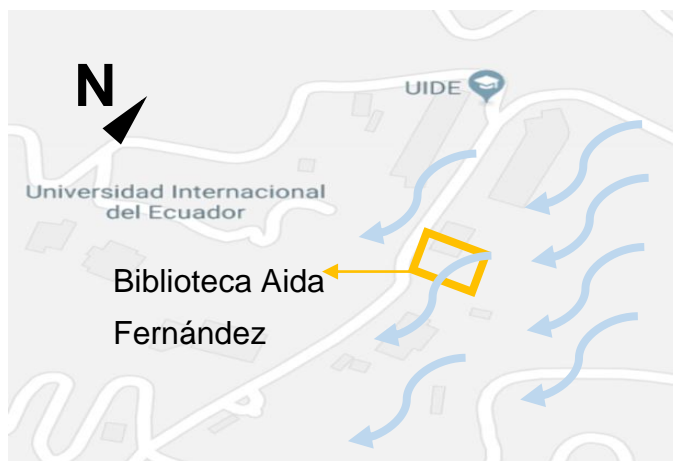 N
UIDE
Universidad Internacional
del Ecuador
Biblioteca Aida
Fernández